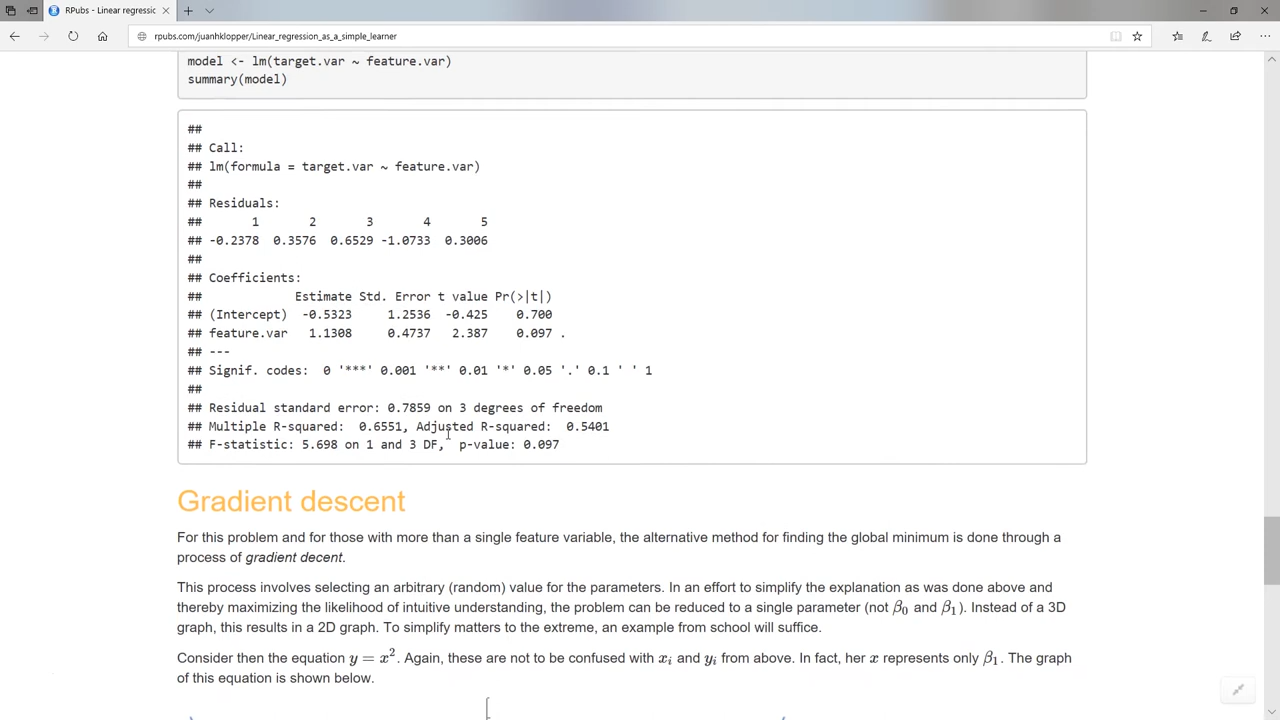 RPubs - Linear regressio
rpubs.com/juanhklopper/Linear_regression_as_a_simple_learner
model <- lm(target.var ~ feature.var)
summary(model)
##
## Call:
## lm(formula = target.var ~ feature.var)
##
## Residuals:
##       1       2       3       4       5
## -0.2378  0.3576  0.6529 -1.0733  0.3006
##
## Coefficients:
##             Estimate Std. Error t value Pr(>|t|)
## (Intercept)  -0.5323     1.2536  -0.425    0.700
## feature.var   1.1308     0.4737   2.387    0.097 .
## ---
## Signif. codes:  0 '***' 0.001 '**' 0.01 '*' 0.05 '.' 0.1 ' ' 1
##
## Residual standard error: 0.7859 on 3 degrees of freedom
## Multiple R-squared:  0.6551, Adjusted R-squared:  0.5401
## F-statistic: 5.698 on 1 and 3 DF,  p-value: 0.097
Gradient descent
For this problem and for those with more than a single feature variable, the alternative method for finding the global minimum is done through a
process of gradient decent.
This process involves selecting an arbitrary (random) value for the parameters. In an effort to simplify the explanation as was done above and
thereby maximizing the likelihood of intuitive understanding, the problem can be reduced to a single parameter (not β₀ and β₁). Instead of a 3D
graph, this results in a 2D graph. To simplify matters to the extreme, an example from school will suffice.
Consider then the equation y = x². Again, these are not to be confused with xᵢ and yᵢ from above. In fact, her x represents only β₁. The graph
of this equation is shown below.